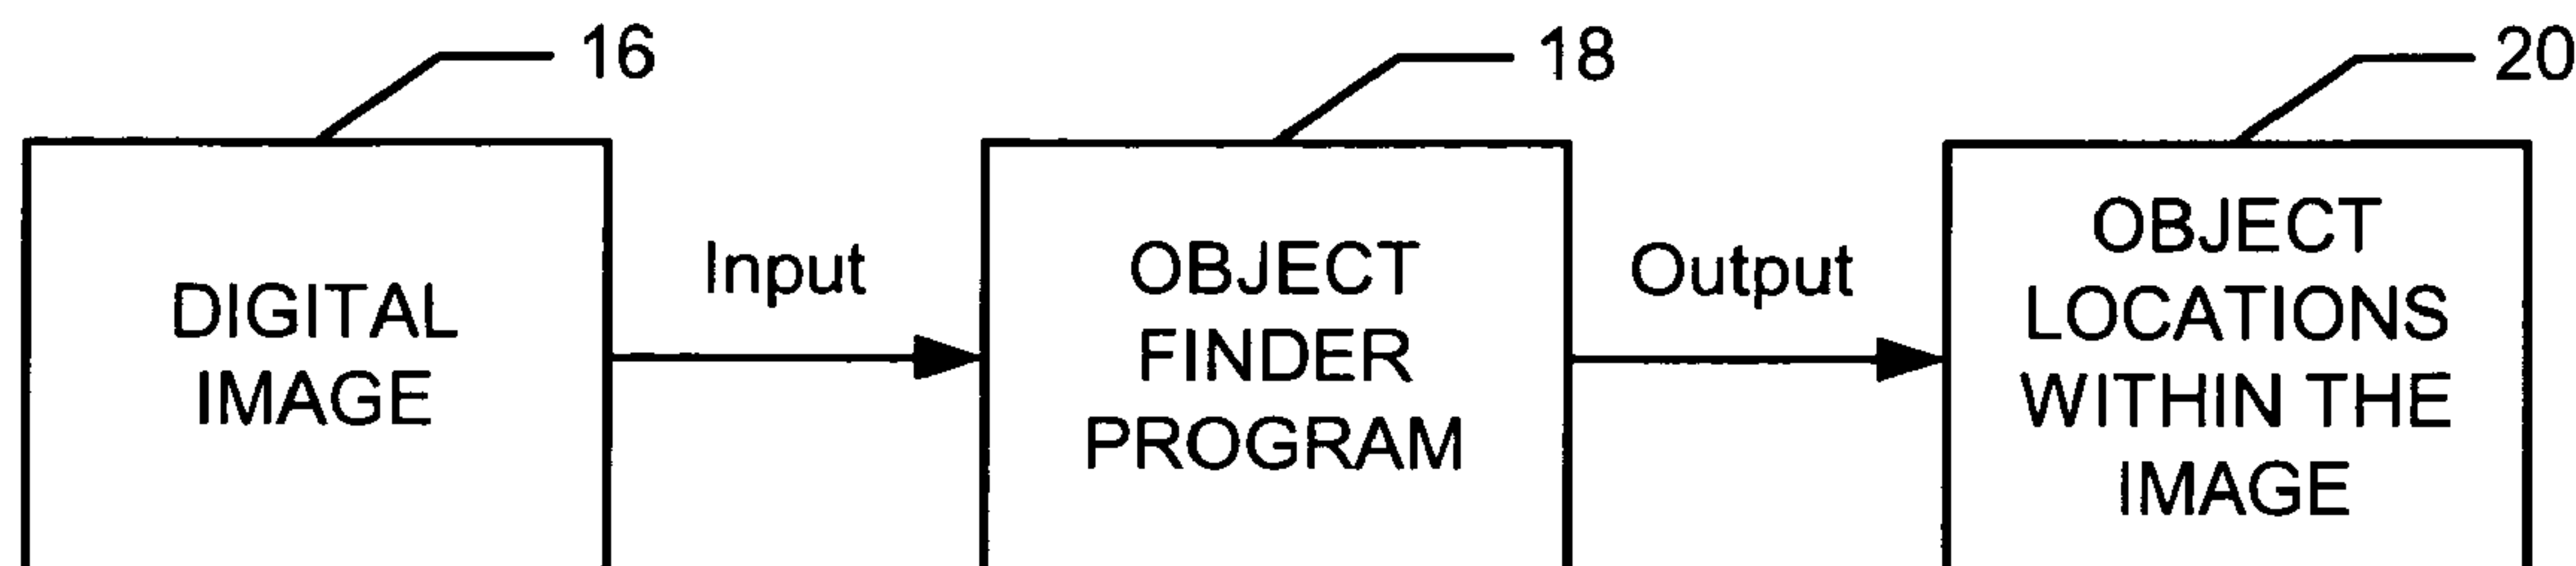 16
18
20
DIGITAL
IMAGE
Input
OBJECT
FINDER
PROGRAM
Output
OBJECT
LOCATIONS
WITHIN THE
IMAGE